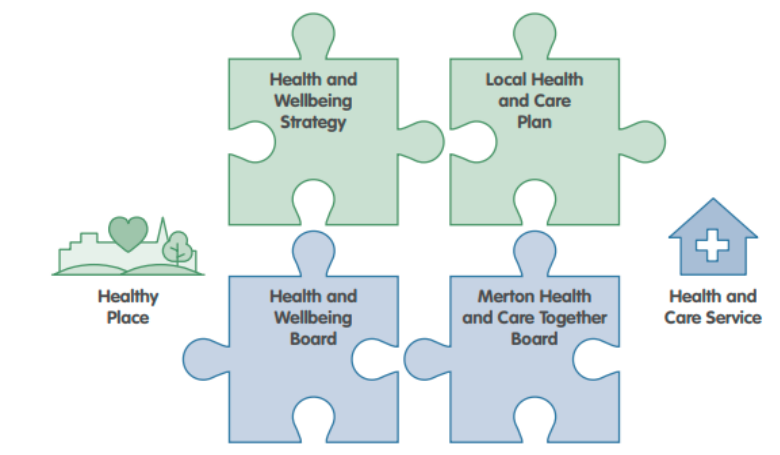 Health and
Wellbeing
Strategy
Local Health
and Care
Plan
Healthy
Place
Health and
Wellbeing
Board
Merton Health
and Care Together
Board
Health and
Care Service